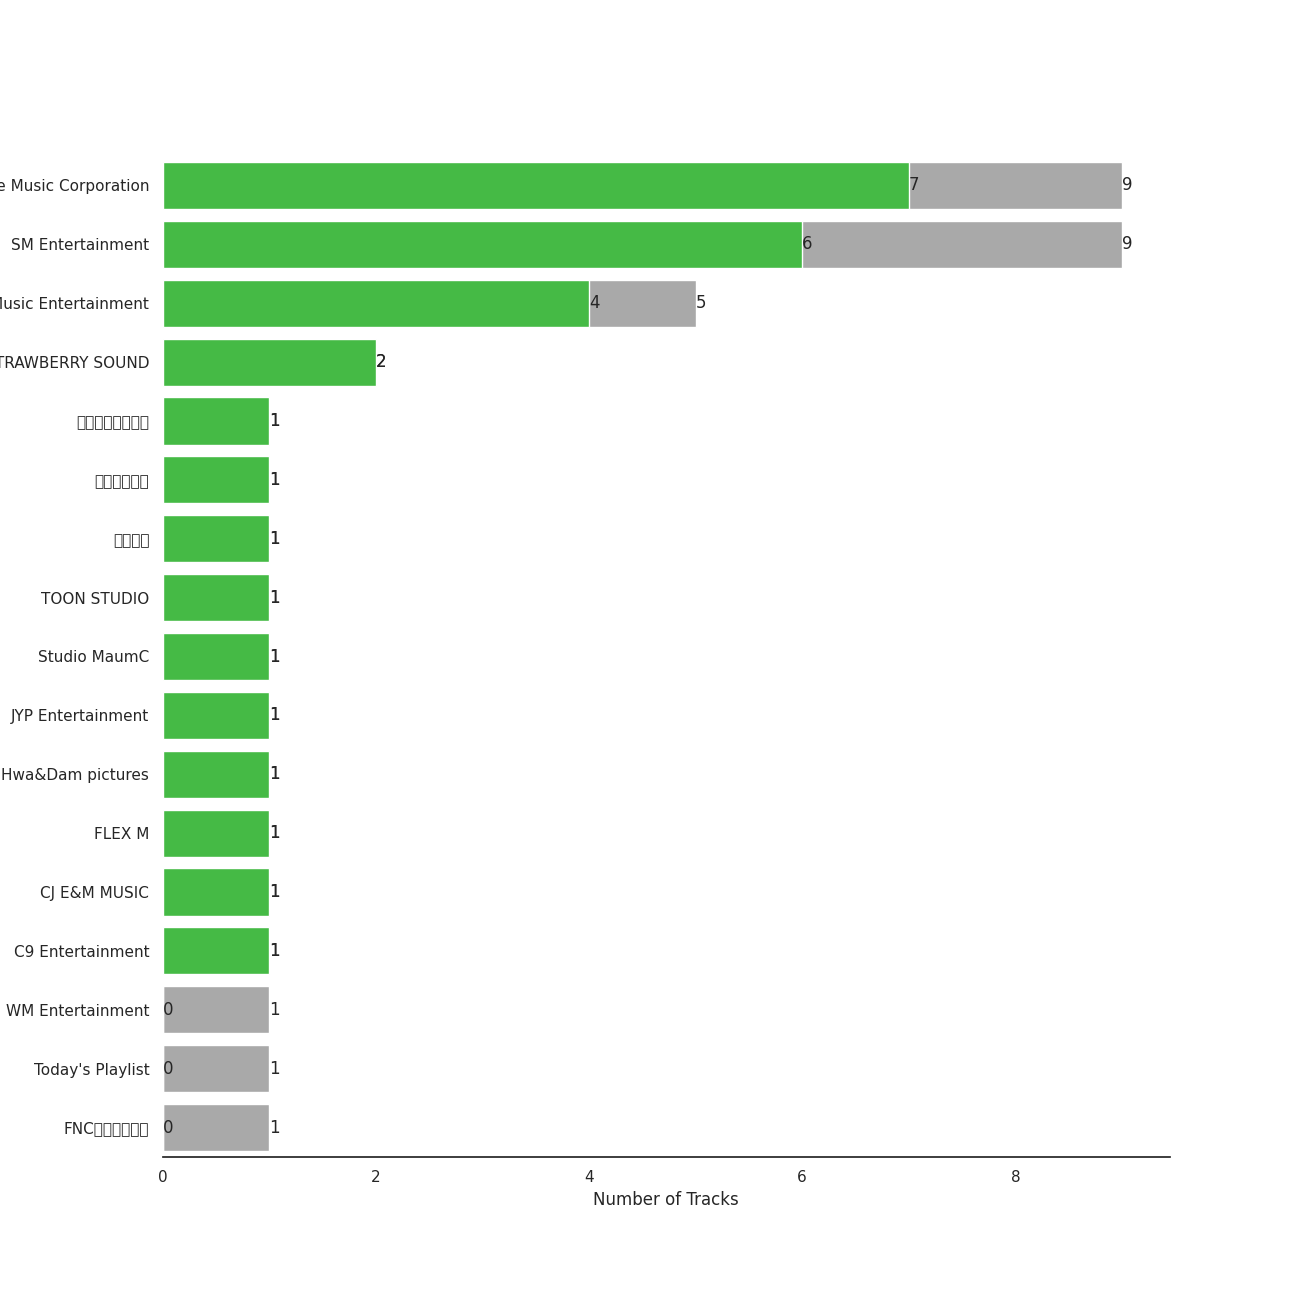 Music Corporation 7 9
SM Entertainment 6 9
Music Entertainment 4 5
TRAWBERRY SOUND 2
1
1
1
TOON STUDIO 1
Studio MaumC 1
JYP Entertainment 1
Hwa&Dam pictures 1
FLEX M 1
CJ E&M MUSIC 1
C9 Entertainment 1
WM Entertainment 0 1
Today's Playlist 0 1
FNC 0 1
0 2 4 6 8
Number of Tracks